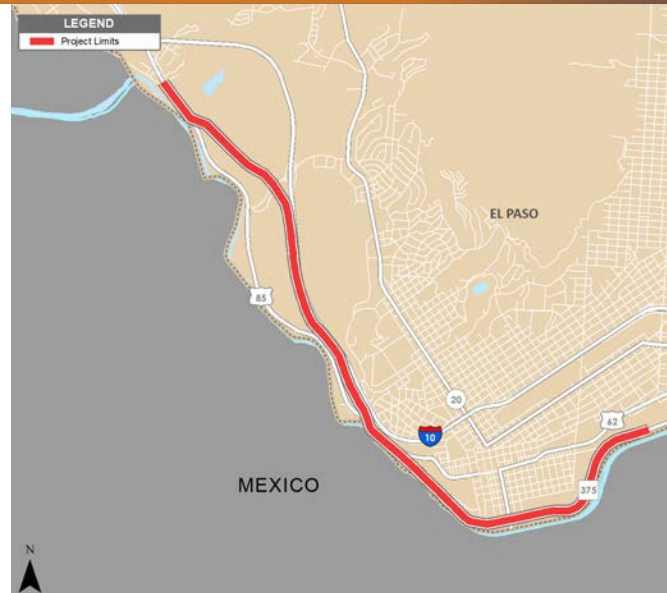 LEGEND
Project Limits
EL PASO
85
20
10
62
375
MEXICO
N